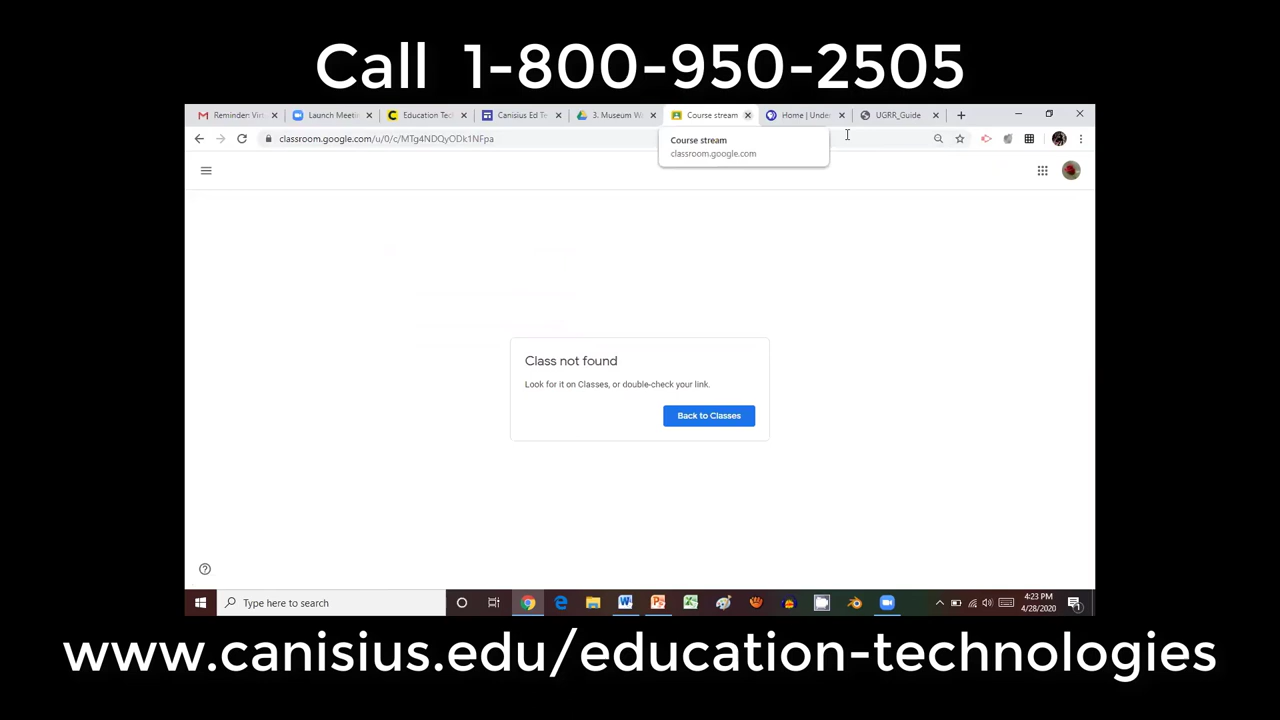 Call 1-800-950-2505
Reminder: Virt
Launch Meeti
Education Tech
Canisius Ed Te
3. Museum W
Course stream
Home | Under
UGRR_Guide
classroom.google.com/u/0/c/MTg4NDQyODk1NFpa
Course stream
classroom.google.com
Class not found
Look for it on Classes, or double-check your link.
Back to Classes
Type here to search
4:23 PM
4/28/2020
www.canisius.edu/education-technologies